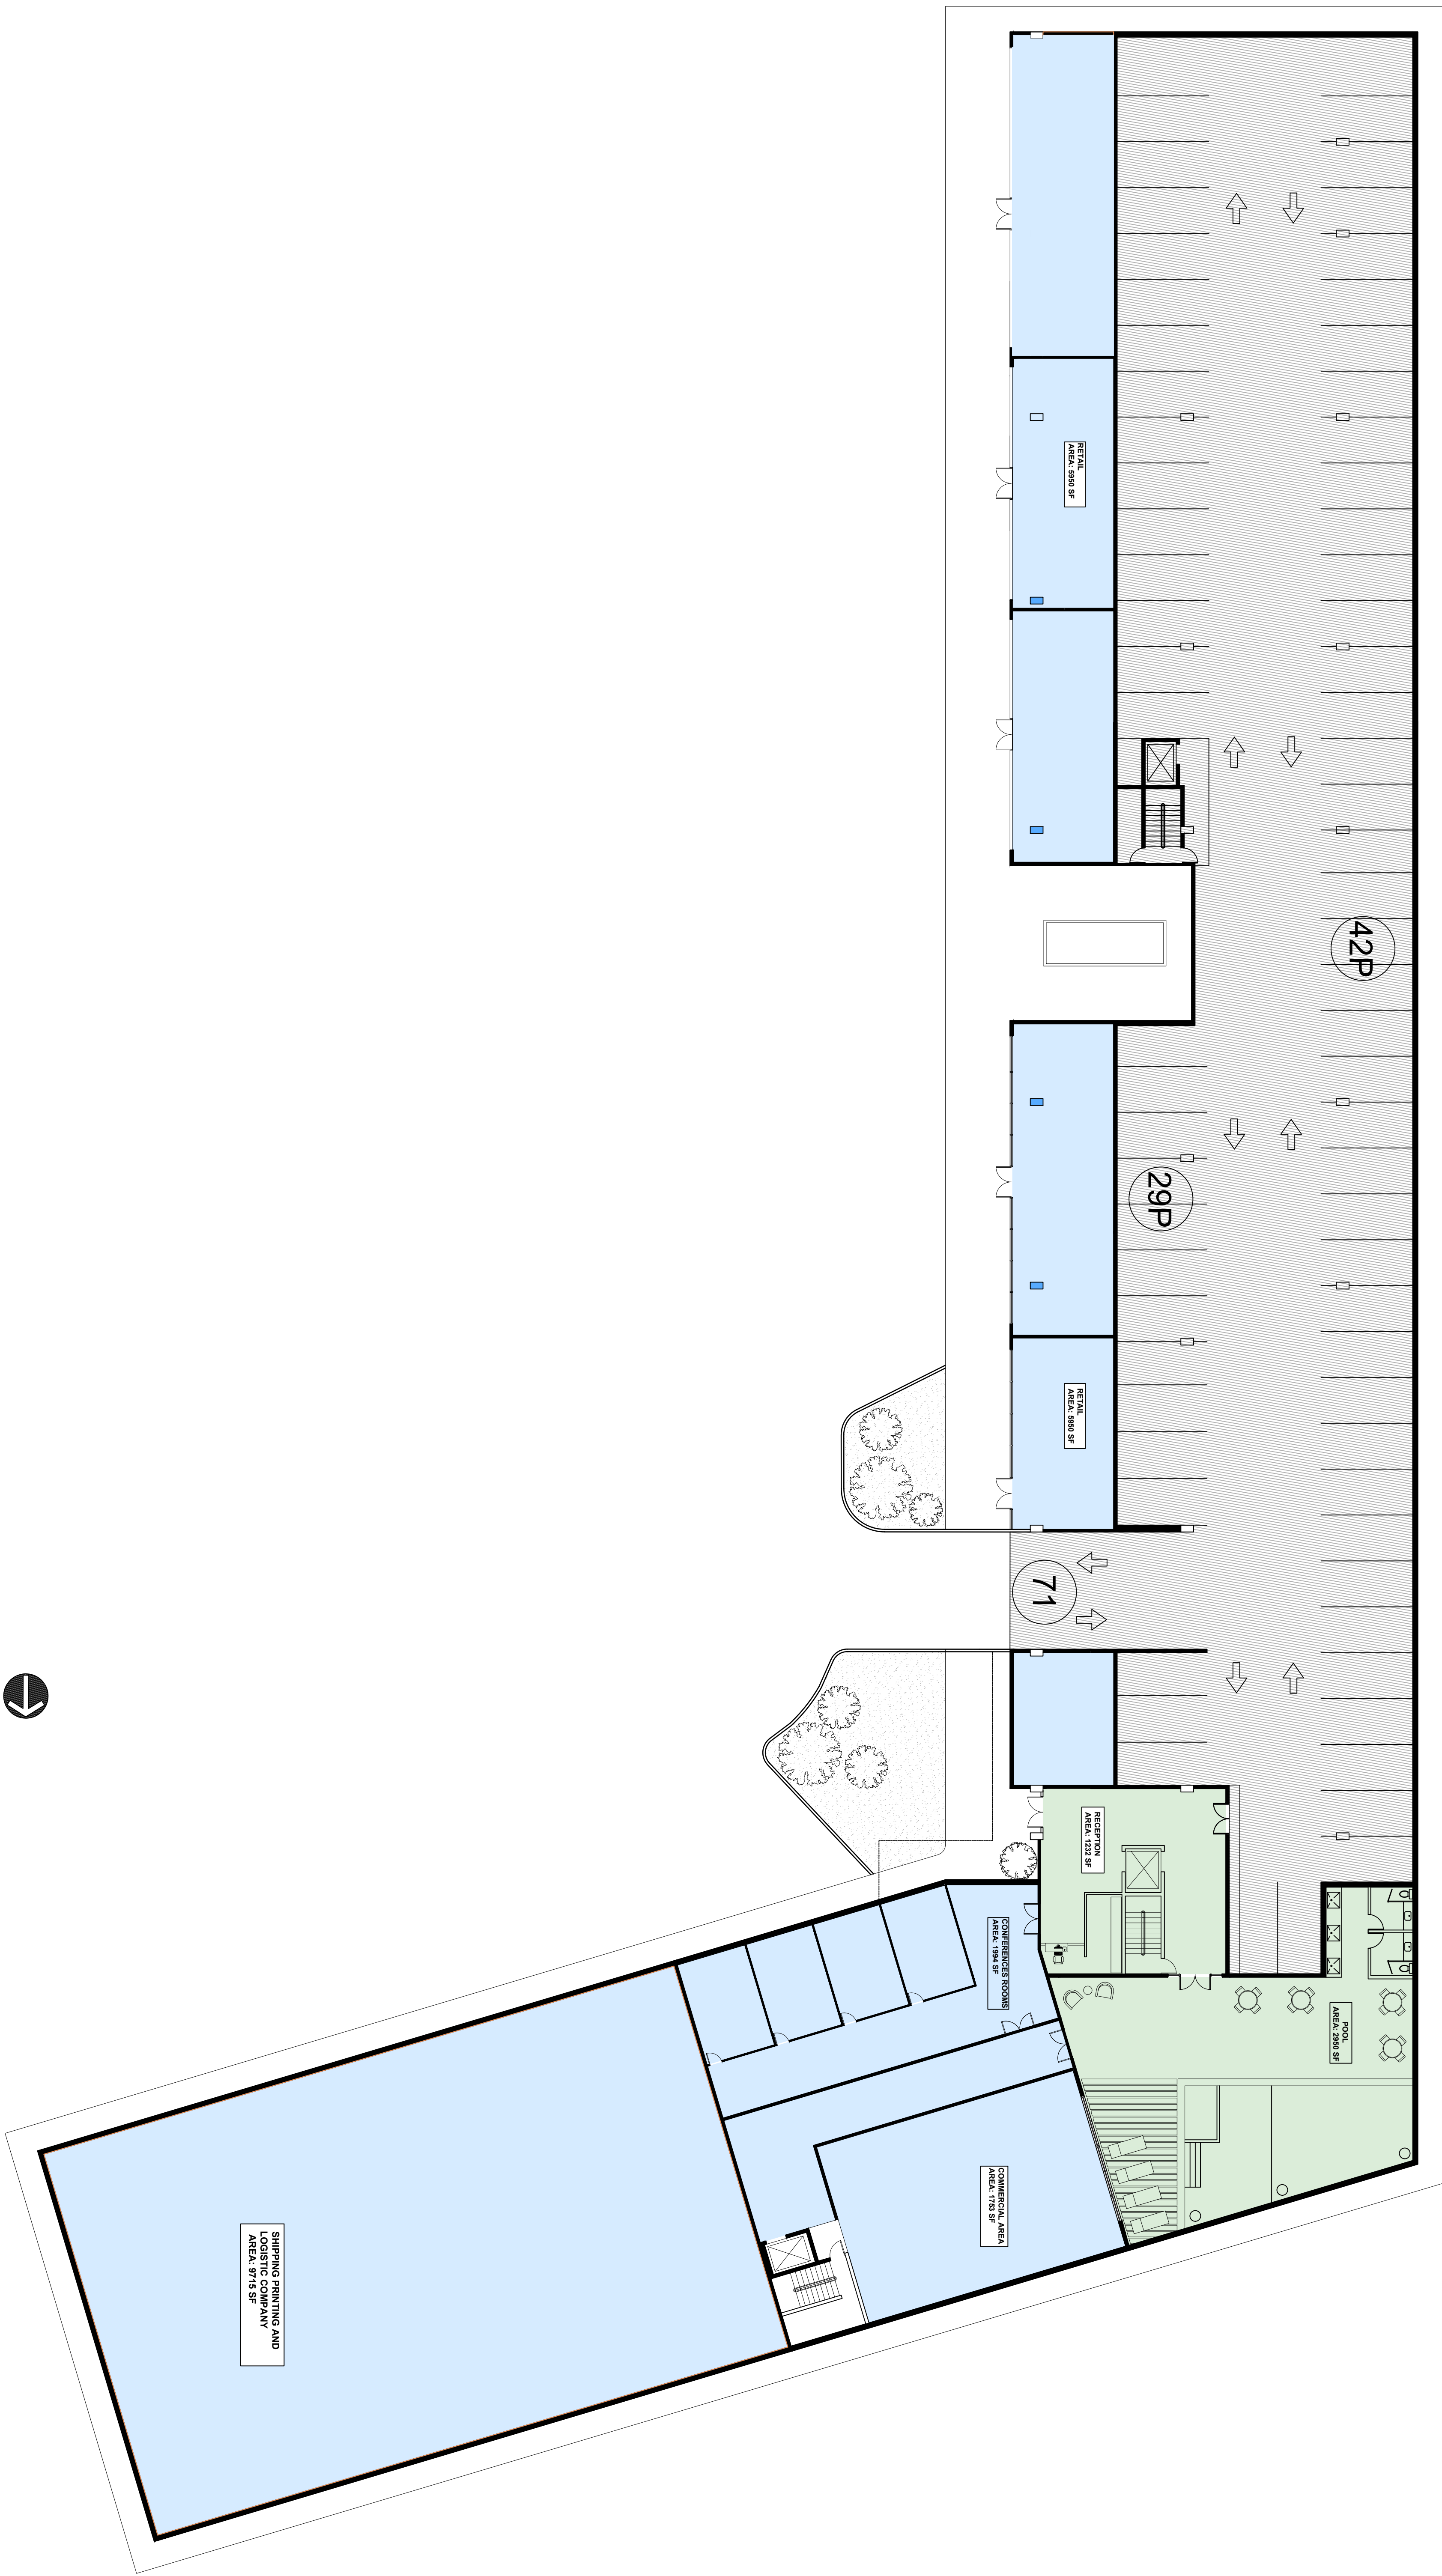 RETAIL
AREA: 5950 SF
42P
29P
RETAIL
AREA: 5950 SF
71
RECEPTION
AREA: 1232 SF
CONFERENCES ROOMS
AREA: 1994 SF
POOL
AREA: 2950 SF
COMMERCIAL AREA
AREA: 1753 SF
SHIPPING PRINTING AND
LOGISTIC COMPANY
AREA: 9715 SF